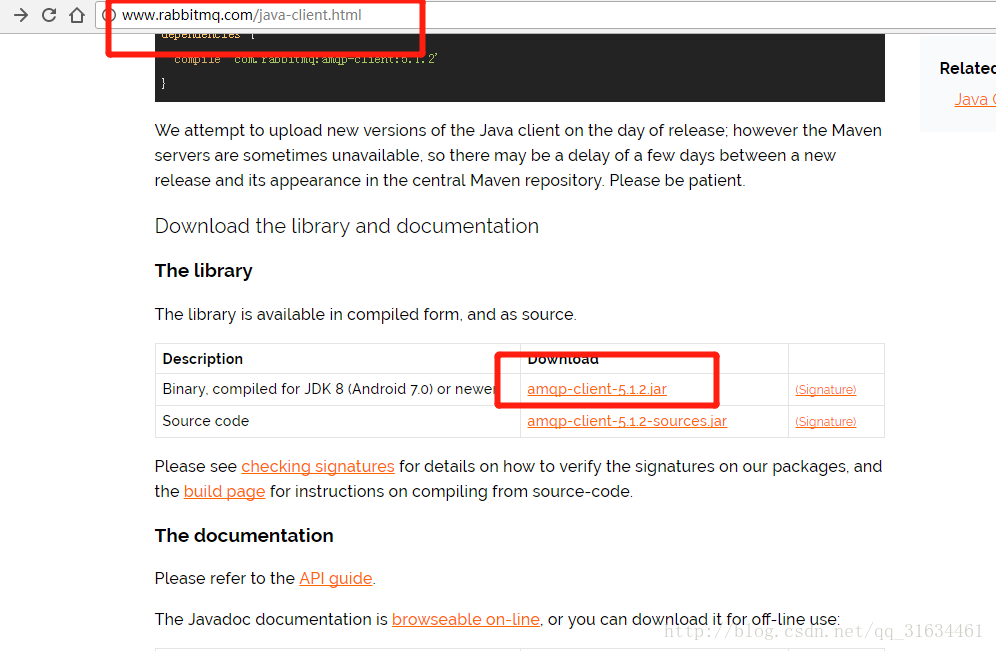 www.rabbitmq.com/java-client.html
dependencies {
compile 'com.rabbitmq:amqp-client:5.1.2'
}
Related
Java
We attempt to upload new versions of the Java client on the day of release; however the Maven
servers are sometimes unavailable, so there may be a delay of a few days between a new
release and its appearance in the central Maven repository. Please be patient.
Download the library and documentation
The library
The library is available in compiled form, and as source.
Description Download
Binary, compiled for JDK 8 (Android 7.0) or newer amqp-client-5.1.2.jar (Signature)
Source code amqp-client-5.1.2-sources.jar (Signature)
Please see checking signatures for details on how to verify the signatures on our packages, and
the build page for instructions on compiling from source-code.
The documentation
Please refer to the API guide.
The Javadoc documentation is browseable on-line, or you can download it for off-line use:
http://blog.csdn.net/qq_31634461